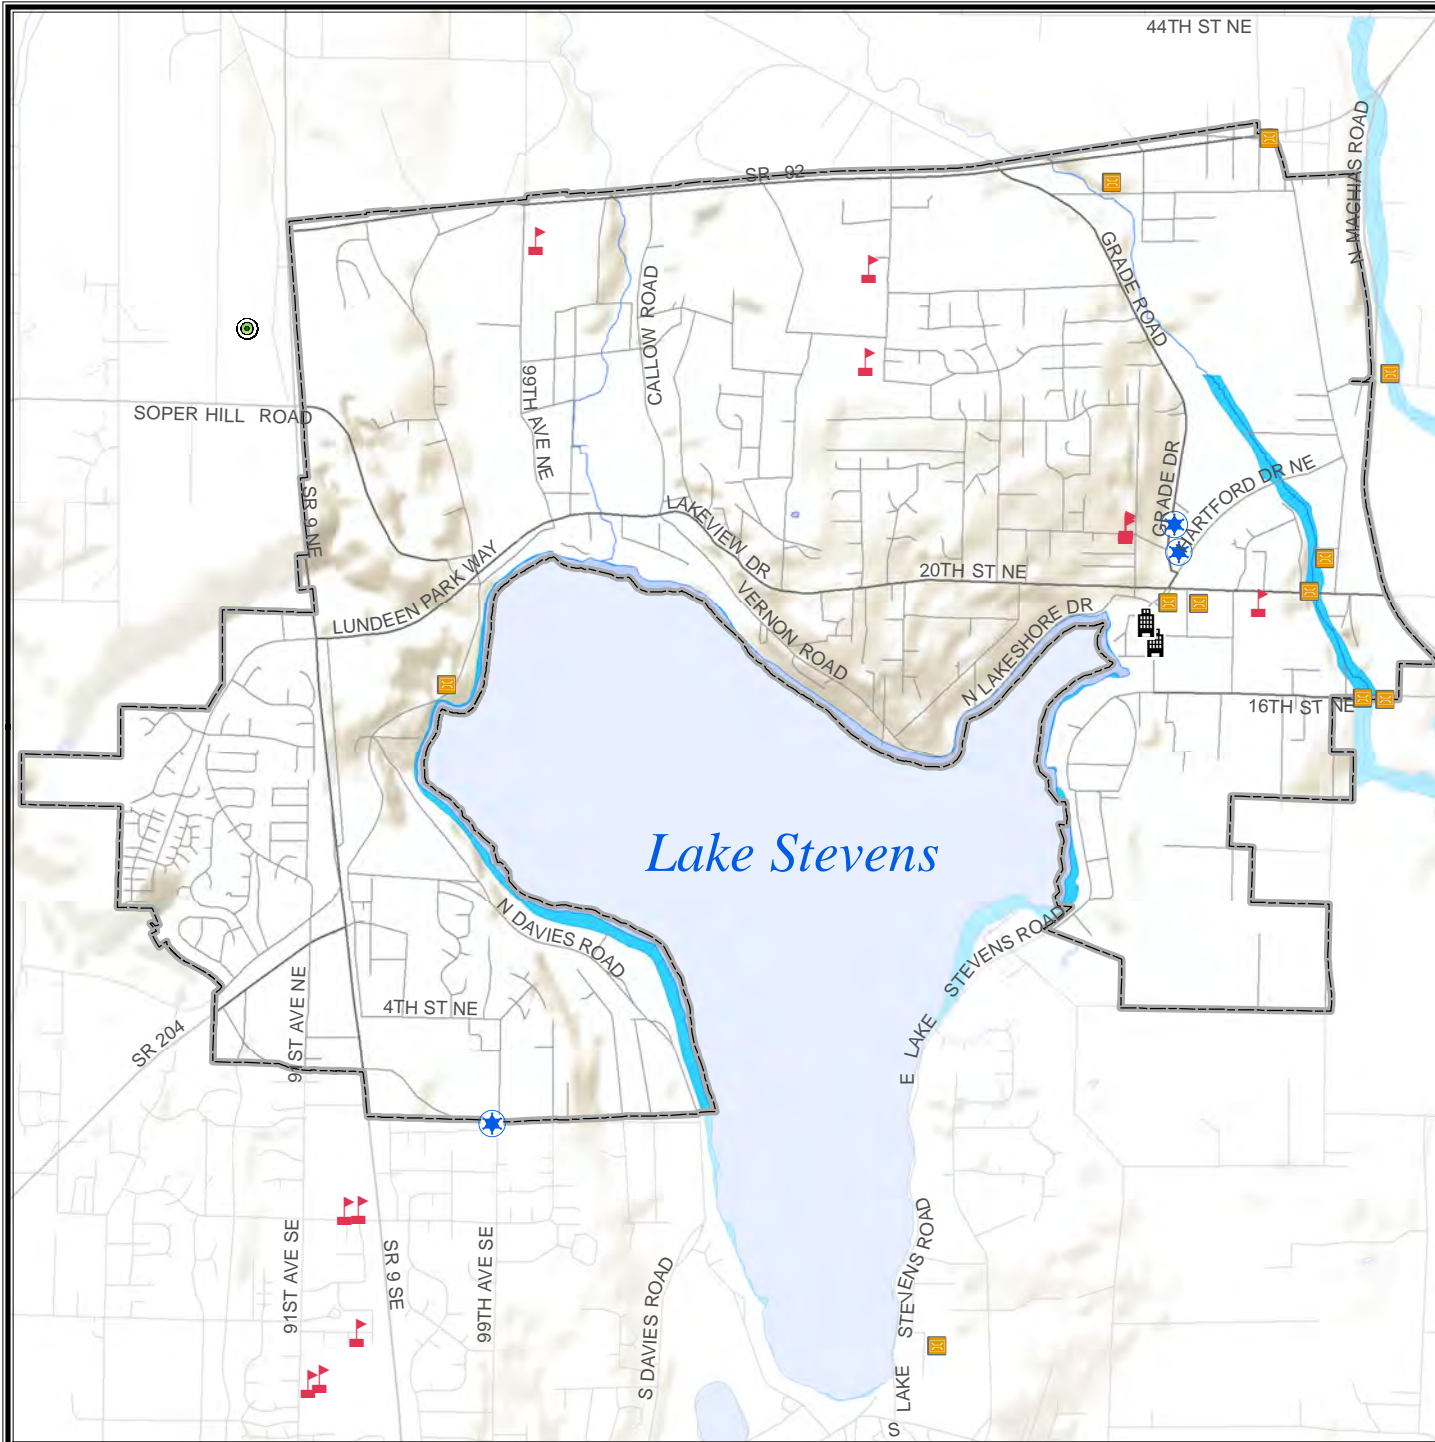 44TH ST NE
SR 92
N MACHIAS ROAD
GRADE ROAD
CALLOW ROAD
99TH AVE NE
SOPER HILL ROAD
SR 9 NE
GRADE DR
HARTFORD DR NE
LAKEVIEW DR
LUNDEEN PARK WAY
20TH ST NE
VERNON ROAD
N LAKESHORE DR
16TH ST NE
Lake Stevens
N DAVIES ROAD
E LAKE STEVENS ROAD
4TH ST NE
91ST AVE NE
SR 204
91ST AVE SE
SR 9 SE
99TH AVE SE
S DAVIES ROAD
S LAKE STEVENS ROAD